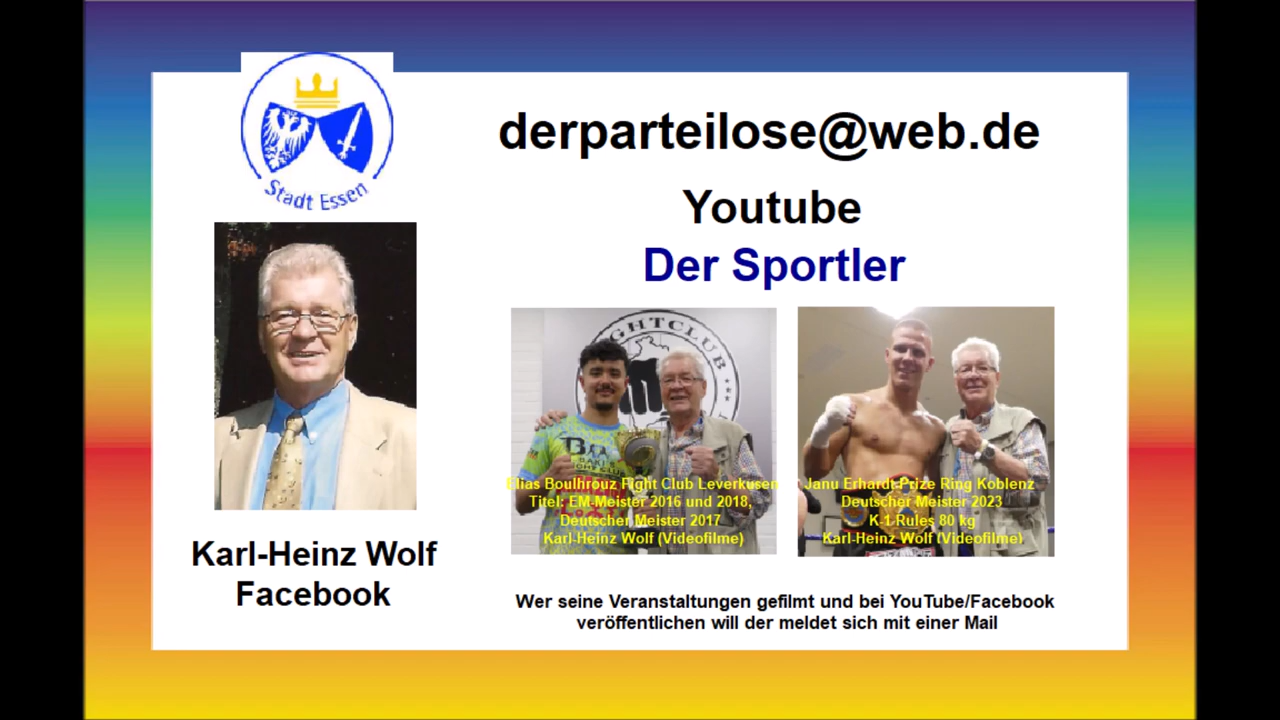 Stadt Essen
derparteilose@web.de
Youtube
Der Sportler
Karl-Heinz Wolf
Facebook
FIGHTCLUB
Elias Boulhrouz Fight Club Leverkusen
Titel: EM-Meister 2016 und 2018,
Deutscher Meister 2017
Karl-Heinz Wolf (Videofilme)
Janu Erhardt Prize Ring Koblenz
Deutscher Meister 2023
K-1 Rules 80 kg
Karl-Heinz Wolf (Videofilme)
Wer seine Veranstaltungen gefilmt und bei YouTube/Facebook
veröffentlichen will der meldet sich mit einer Mail